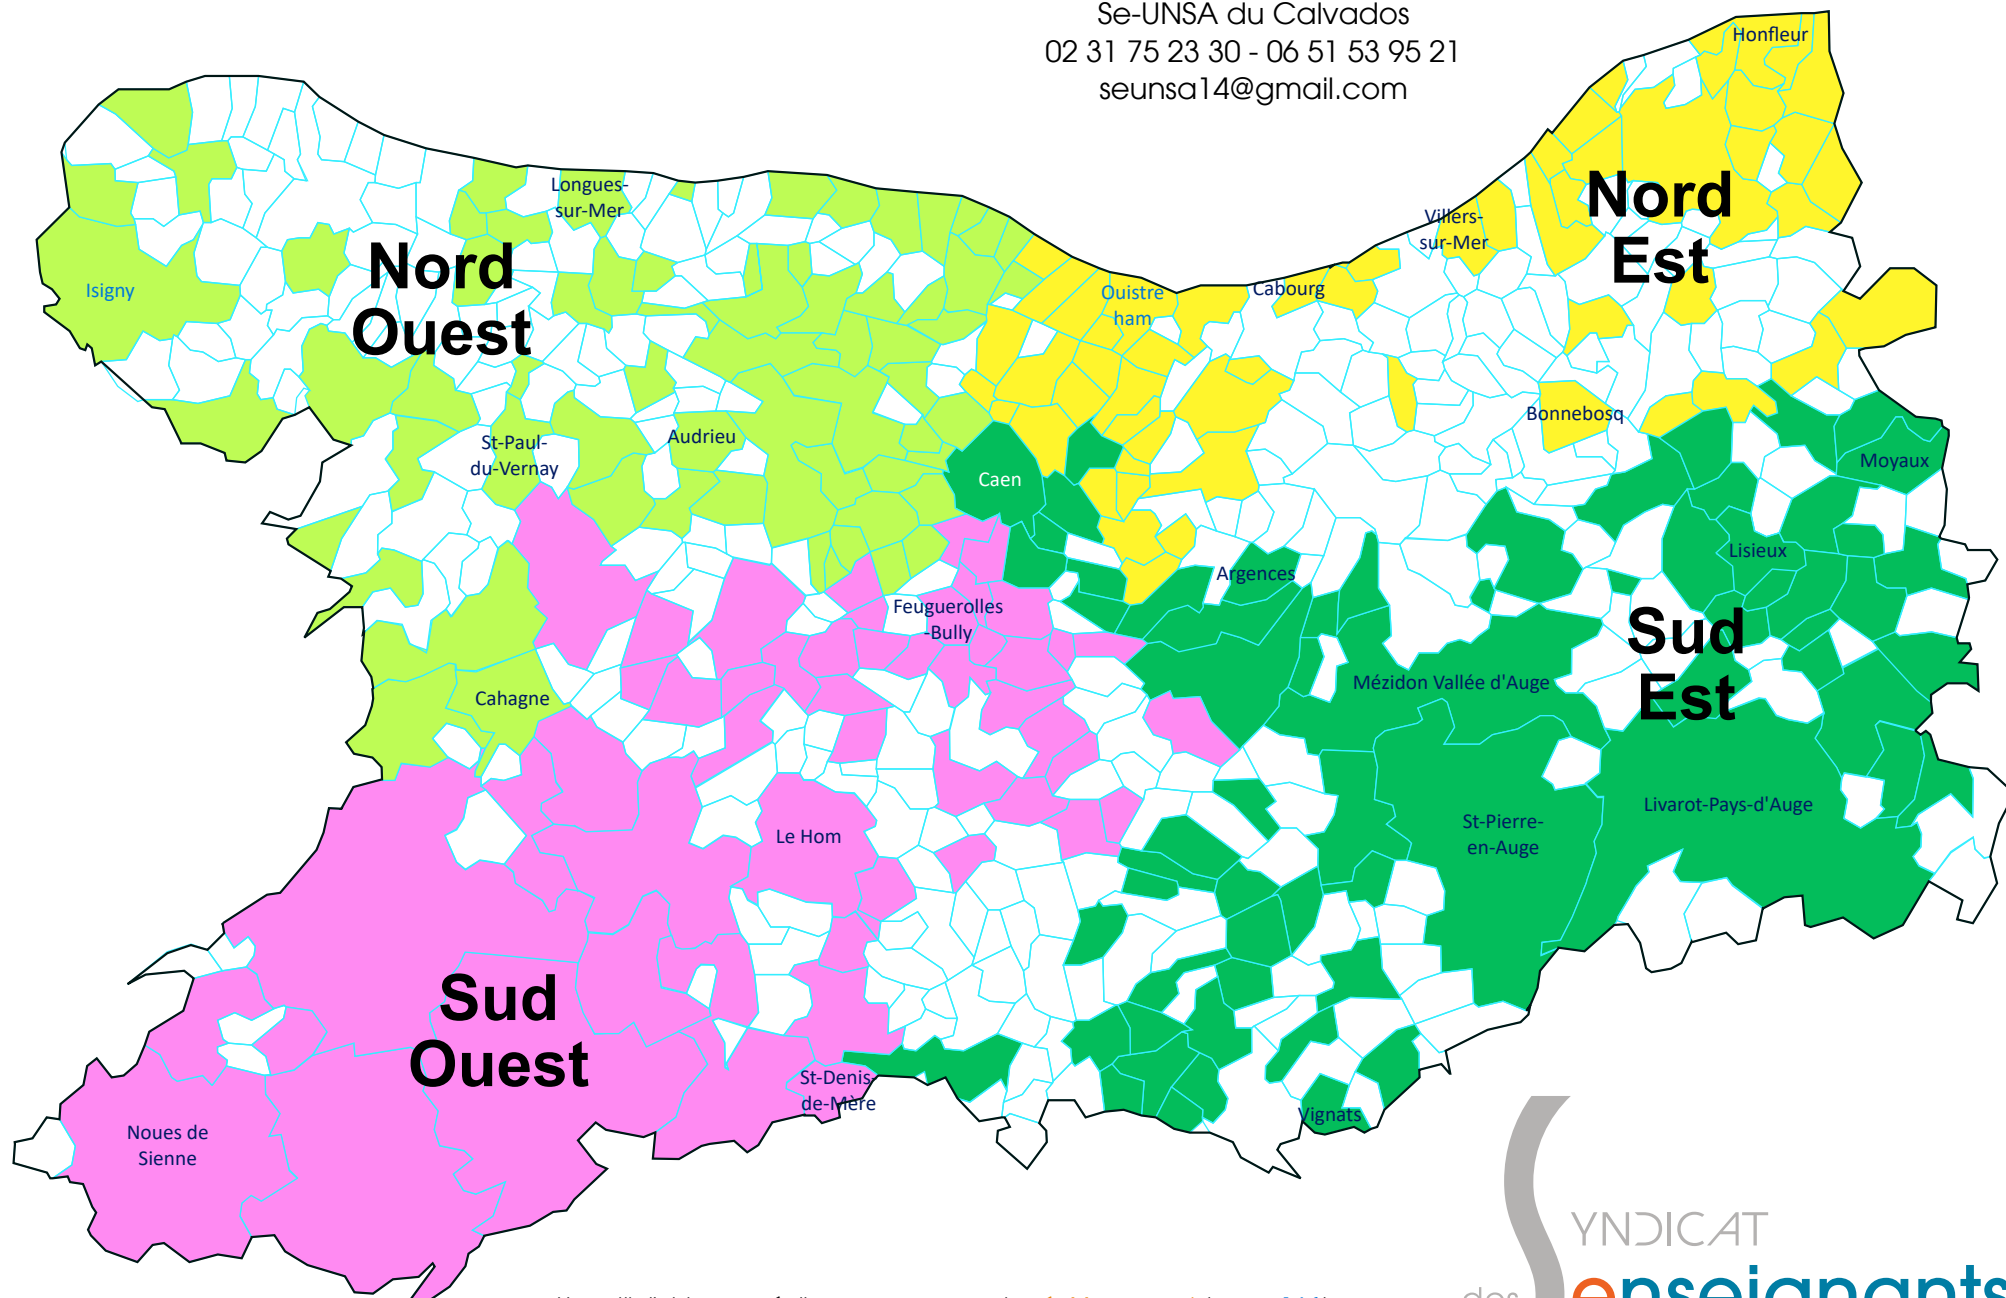 Se-UNSA du Calvados
02 31 75 23 30 - 06 51 53 95 21
seunsa14@gmail.com
Honfleur
Nord
Est
Longues-
sur-Mer
Villers-
sur-Mer
Nord
Ouest
Isigny
Ouistre
ham
Cabourg
Bonnebosq
St-Paul-
du-Vernay
Audrieu
Caen
Moyaux
Lisieux
Argences
Feuguerolles
-Bully
Sud
Est
Mézidon Vallée d'Auge
Cahagne
Livarot-Pays-d'Auge
St-Pierre-
en-Auge
Le Hom
Sud
Ouest
St-Denis-
de-Mère
Vignats
Noues de
Sienne
SYNDICAT
des enseignants